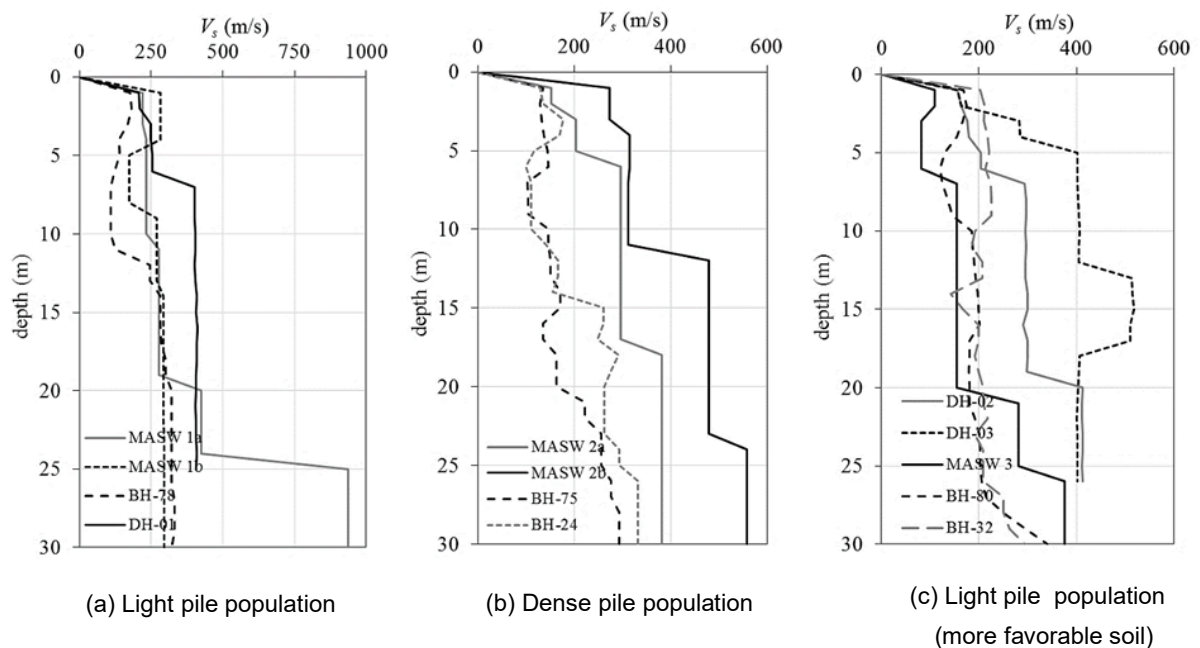 V_s (m/s)
0 250 500 750 1000
0
5
10
15
20
25
30
depth (m)
MASW 1a
MASW 1b
BH-78
DH-01
(a) Light pile population
V_s (m/s)
0 200 400 600
0
5
10
15
20
25
30
depth (m)
MASW 2a
MASW 2b
BH-75
BH-24
(b) Dense pile population
V_s (m/s)
0 200 400 600
0
5
10
15
20
25
30
depth (m)
DH-02
DH-03
MASW 3
BH-80
BH-32
(c) Light pile population
(more favorable soil)